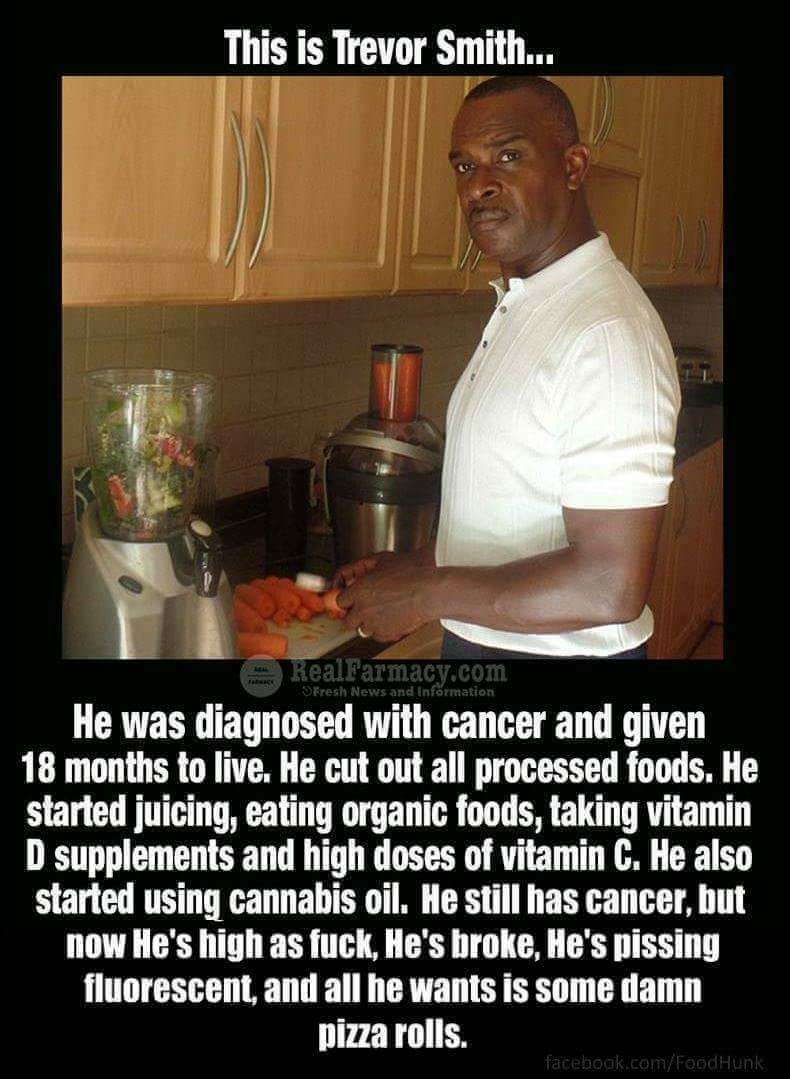 This is Trevor Smith...
REAL
FARMACY
RealFarmacy.com
Fresh News and Information
He was diagnosed with cancer and given
18 months to live. He cut out all processed foods. He
started juicing, eating organic foods, taking vitamin
D supplements and high doses of vitamin C. He also
started using cannabis oil. He still has cancer, but
now He's high as fuck, He's broke, He's pissing
fluorescent, and all he wants is some damn
pizza rolls.
facebook.com/FoodHunk